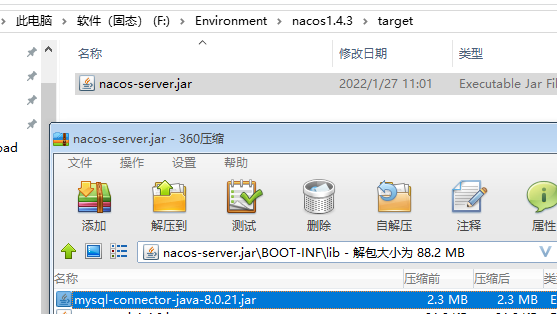 此电脑 › 软件（固态） (F:) › Environment › nacos1.4.3 › target
名称 修改日期 类型
nacos-server.jar 2022/1/27 11:01 Executable Jar Fil
oad
nacos-server.jar - 360压缩
文件 操作 设置 帮助
添加 解压到 测试 删除 自解压 注释 属性
nacos-server.jar\BOOT-INF\lib - 解包大小为 88.2 MB
名称 压缩前 压缩后 类
mysql-connector-java-8.0.21.jar 2.3 MB 2.3 MB E